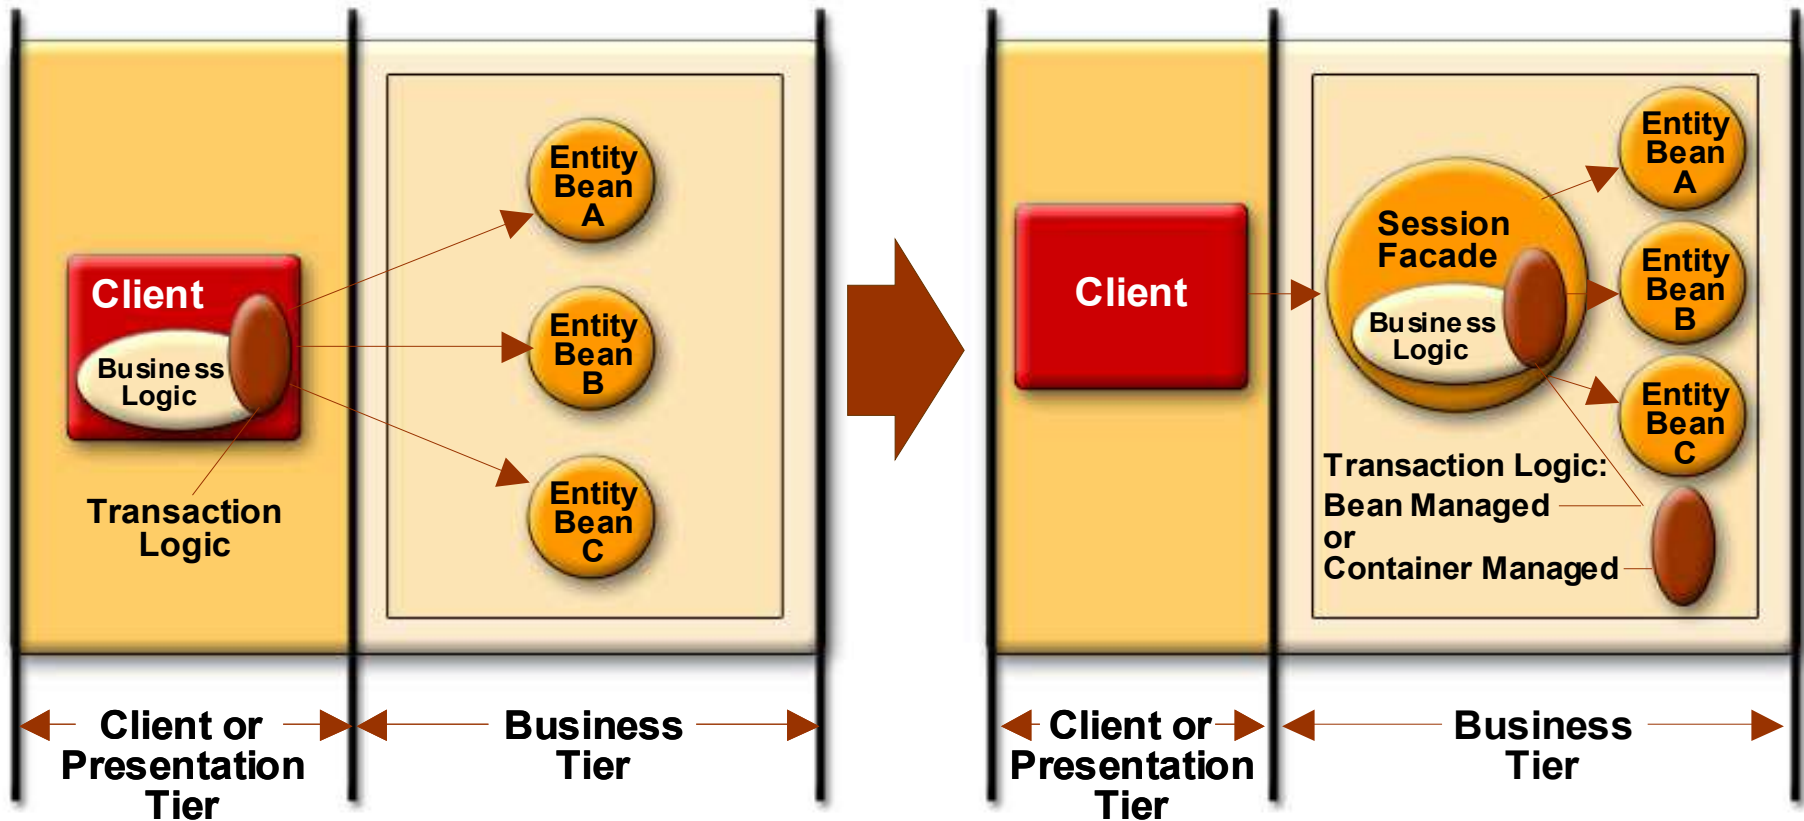 Entity
Bean
A
Client
Business
Logic
Entity
Bean
B
Entity
Bean
C
Transaction
Logic
Client or
Presentation
Tier
Business
Tier
Entity
Bean
A
Session
Facade
Client
Business
Logic
Entity
Bean
B
Entity
Bean
C
Transaction Logic:
Bean Managed
or
Container Managed
Client or
Presentation
Tier
Business
Tier